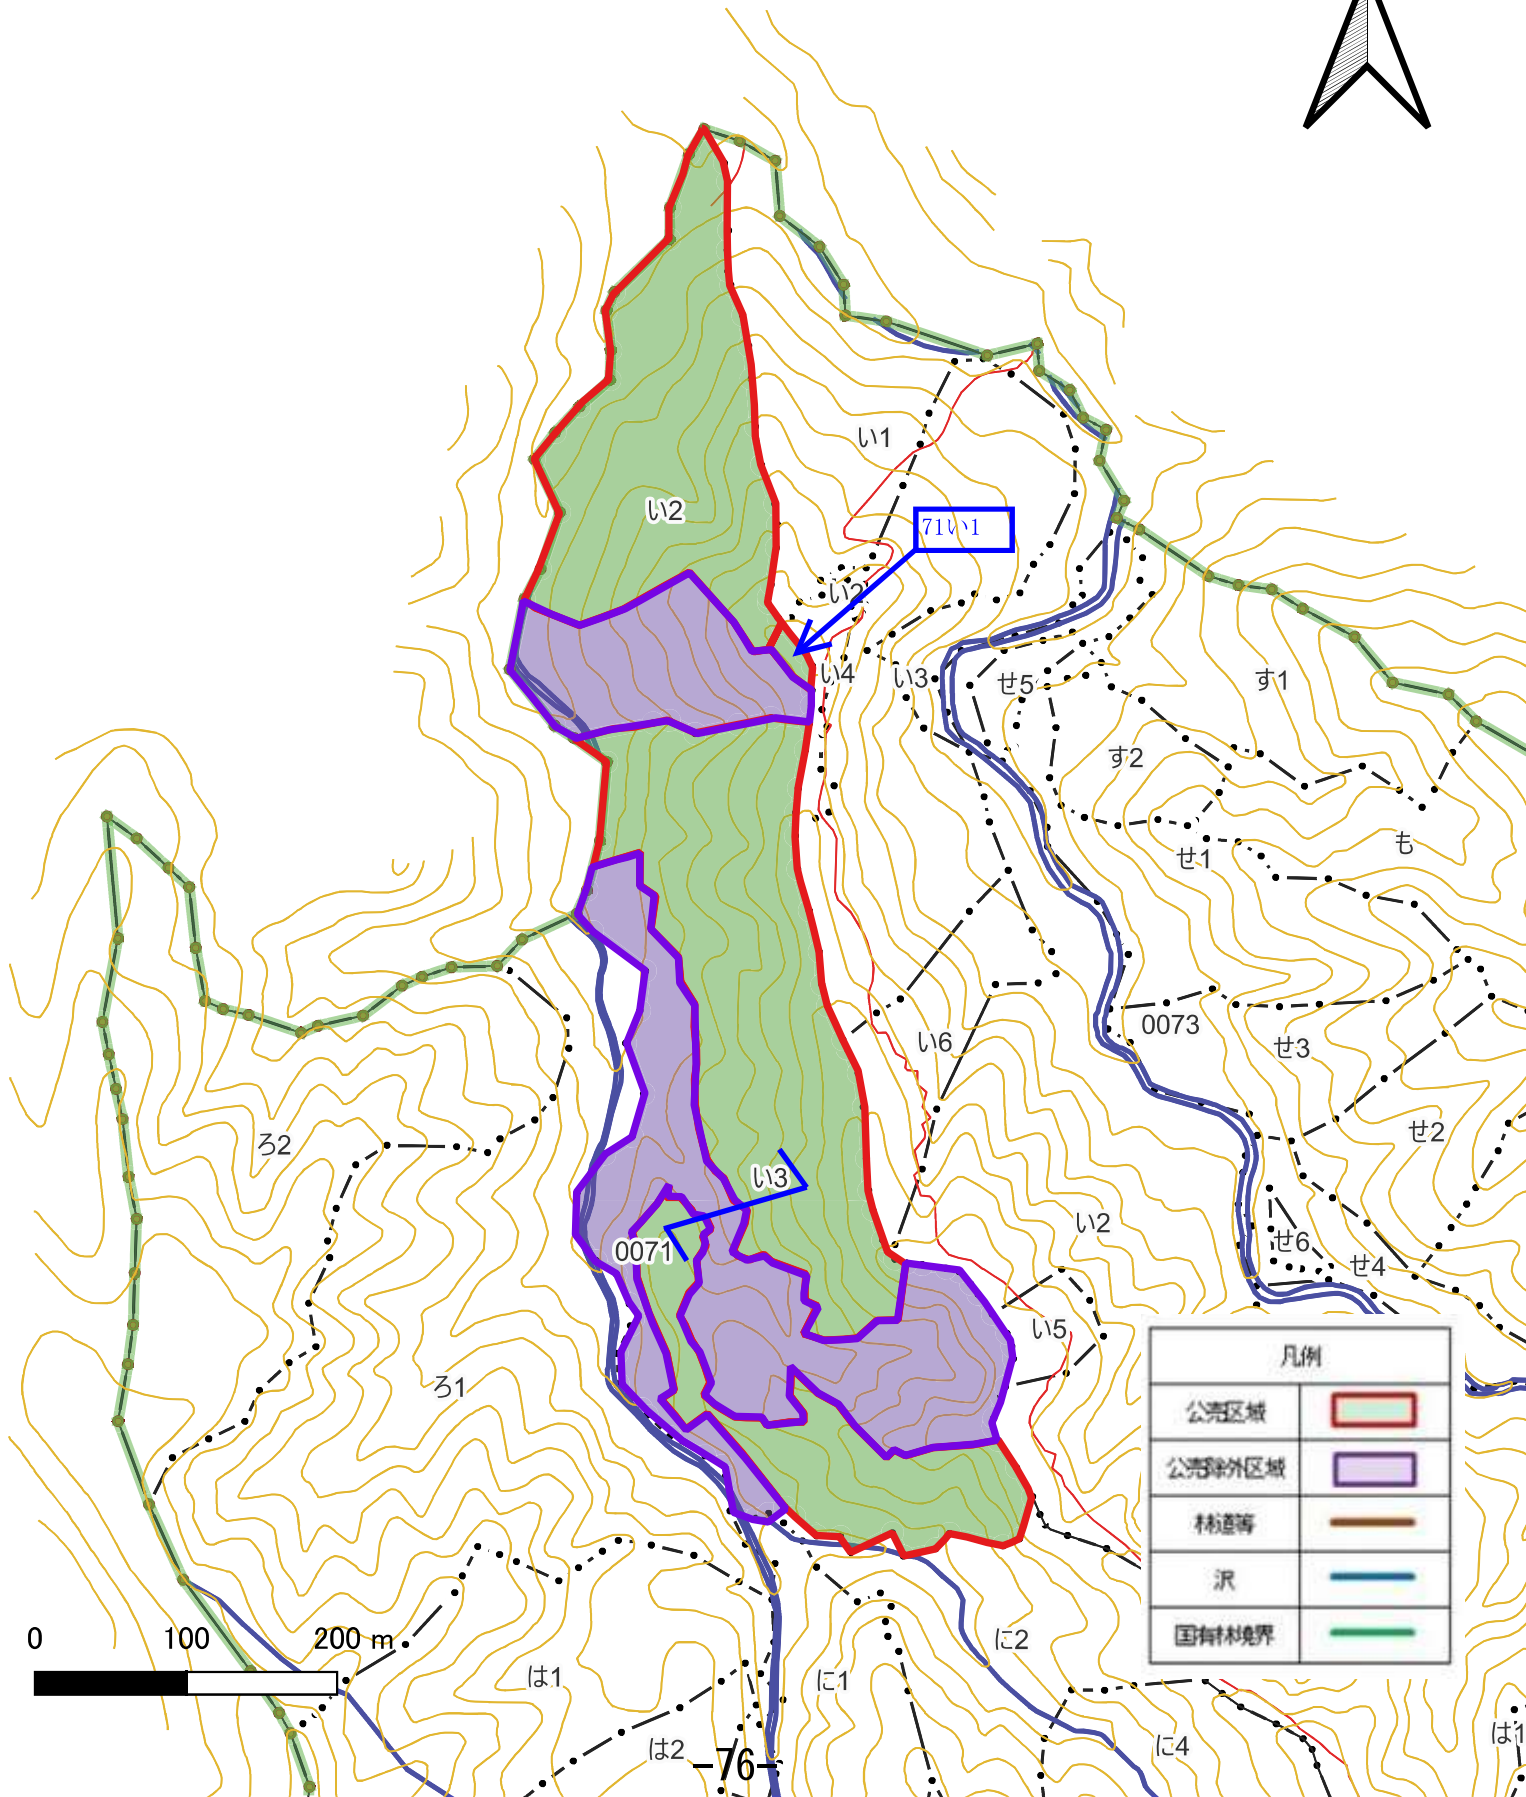 い1
い2
71い1
い2
い4
い3
せ5
す1
す2
も
せ1
0073
い6
せ3
ろ2
せ2
い3
い2
0071
せ6
せ4
い5
ろ1
凡例
公売区域
公売除外区域
林道等
沢
国有林境界
0 100 200 m
に2
は1
に1
は1
に4
は2
-76-